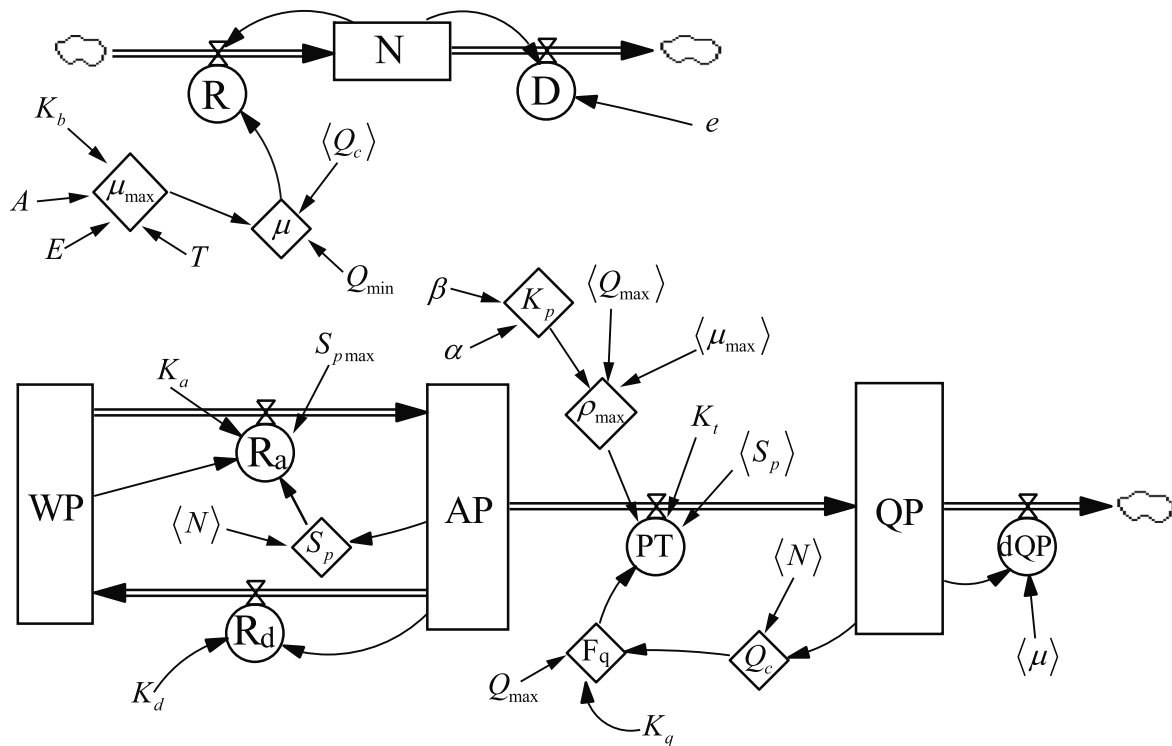 N
R
D
K_b
e
⟨Q_c⟩
A
μ_max
μ
E
T
Q_min
β
K_p
⟨Q_max⟩
α
⟨μ_max⟩
S_pmax
K_a
ρ_max
K_t
R_a
⟨S_p⟩
WP
AP
QP
⟨N⟩
S_p
PT
⟨N⟩
dQP
R_d
F_q
Q_c
⟨μ⟩
K_d
Q_max
K_q